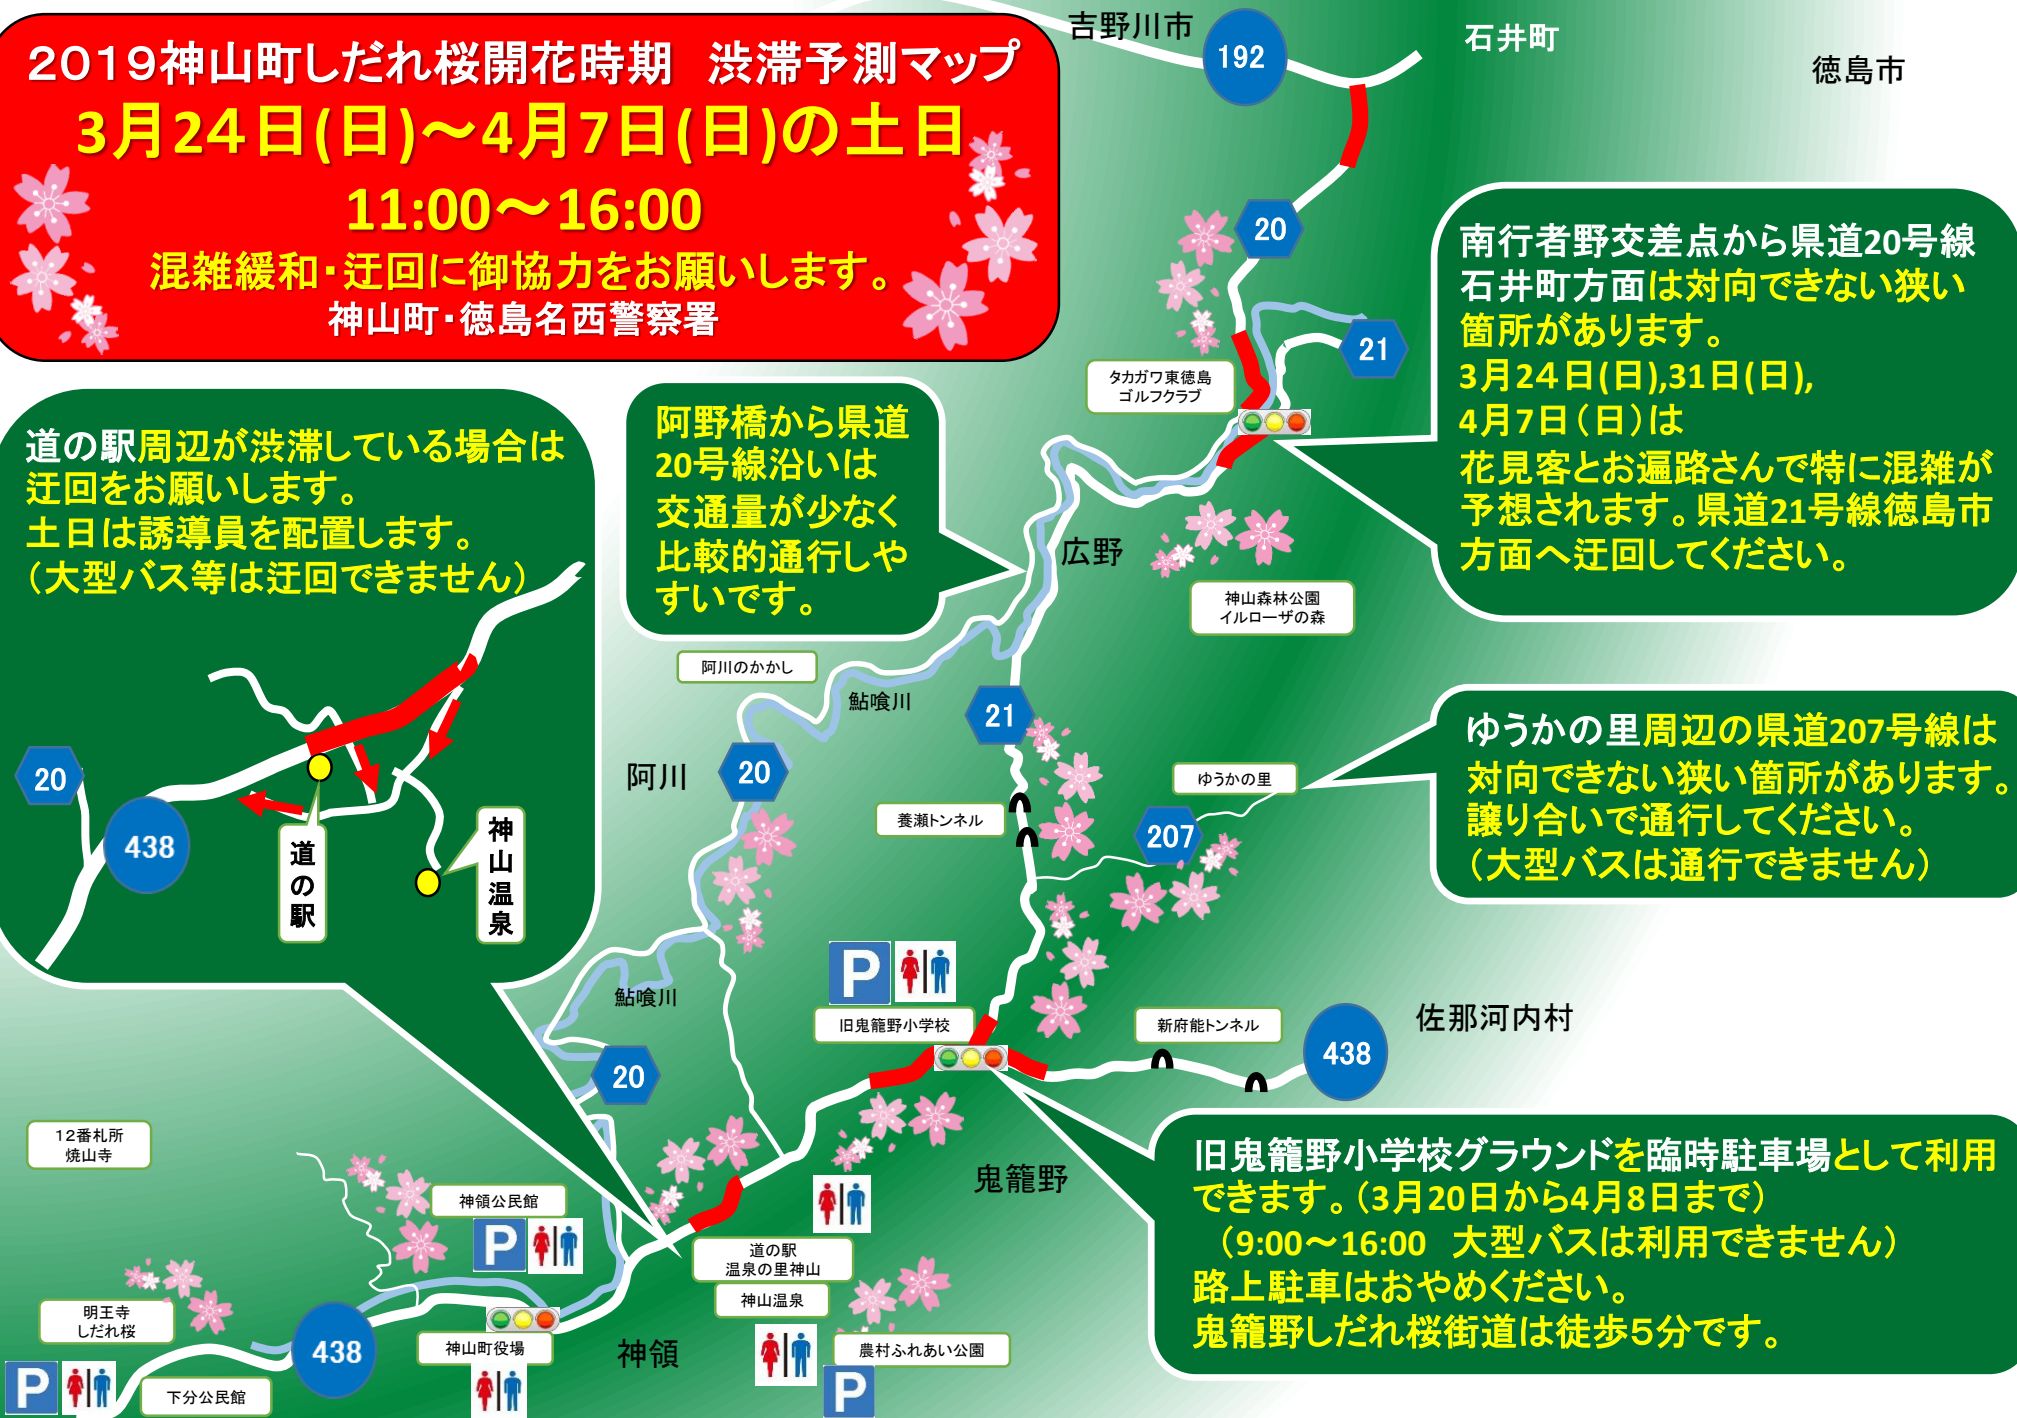 2019神山町しだれ桜開花時期　渋滞予測マップ
3月24日(日)～4月7日(日)の土日
11:00～16:00
混雑緩和・迂回に御協力をお願いします。
神山町・徳島名西警察署
吉野川市
192
石井町
徳島市
20
21
南行者野交差点から県道20号線
石井町方面は対向できない狭い
箇所があります。
3月24日(日),31日(日),
4月7日(日)は
花見客とお遍路さんで特に混雑が
予想されます。県道21号線徳島市
方面へ迂回してください。
タカガワ東徳島
ゴルフクラブ
道の駅周辺が渋滞している場合は
迂回をお願いします。
土日は誘導員を配置します。
（大型バス等は迂回できません）
20
438
道の駅
神山温泉
阿野橋から県道
20号線沿いは
交通量が少なく
比較的通行しや
すいです。
広野
神山森林公園
イルローザの森
阿川のかかし
鮎喰川
21
阿川
20
養瀬トンネル
ゆうかの里
207
ゆうかの里周辺の県道207号線は
対向できない狭い箇所があります。
譲り合いで通行してください。
（大型バスは通行できません）
P
旧鬼籠野小学校
鮎喰川
新府能トンネル
438
佐那河内村
20
12番札所
焼山寺
旧鬼籠野小学校グラウンドを臨時駐車場として利用
できます。（3月20日から4月8日まで）
（9:00～16:00　大型バスは利用できません）
路上駐車はおやめください。
鬼籠野しだれ桜街道は徒歩5分です。
鬼籠野
神領公民館
P
道の駅
温泉の里神山
神山温泉
明王寺
しだれ桜
438
神山町役場
神領
農村ふれあい公園
P
P
下分公民館